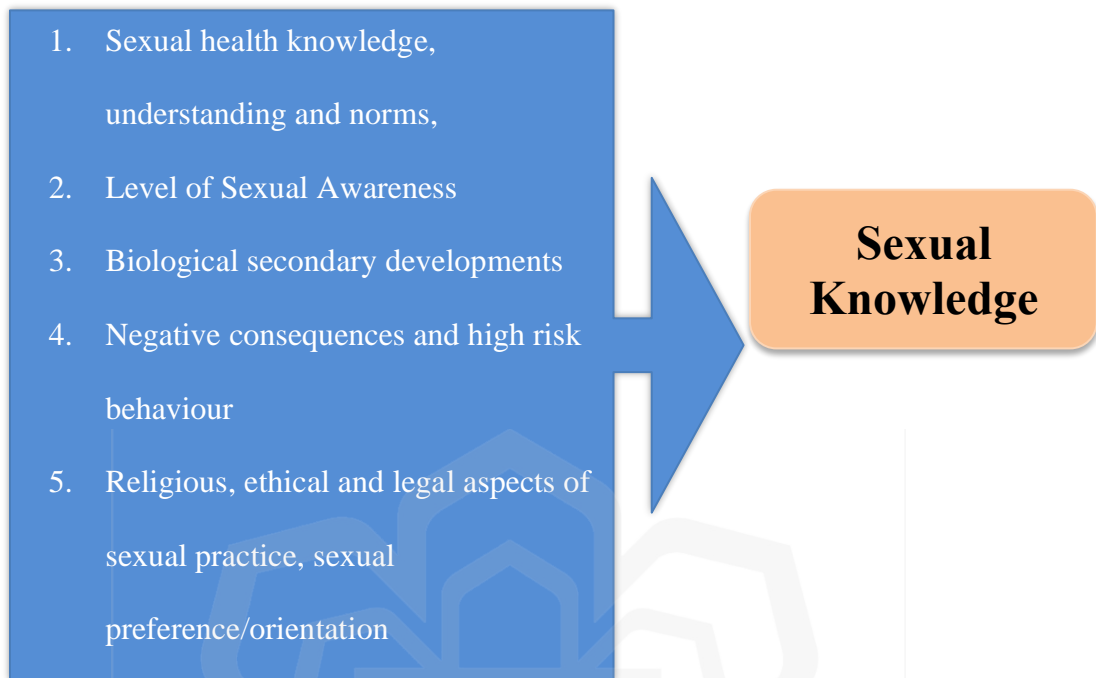 1. Sexual health knowledge,
understanding and norms,
2. Level of Sexual Awareness
3. Biological secondary developments
4. Negative consequences and high risk
behaviour
5. Religious, ethical and legal aspects of
sexual practice, sexual
preference/orientation
Sexual
Knowledge